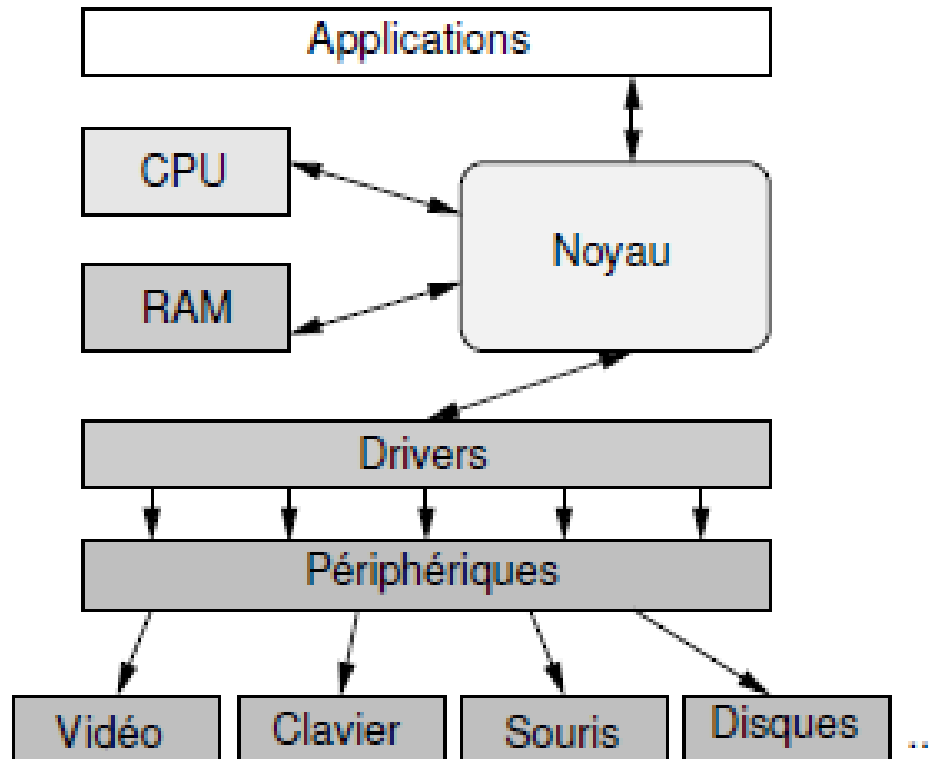 Applications
CPU
Noyau
RAM
Drivers
Périphériques
Vidéo
Clavier
Souris
Disques
..